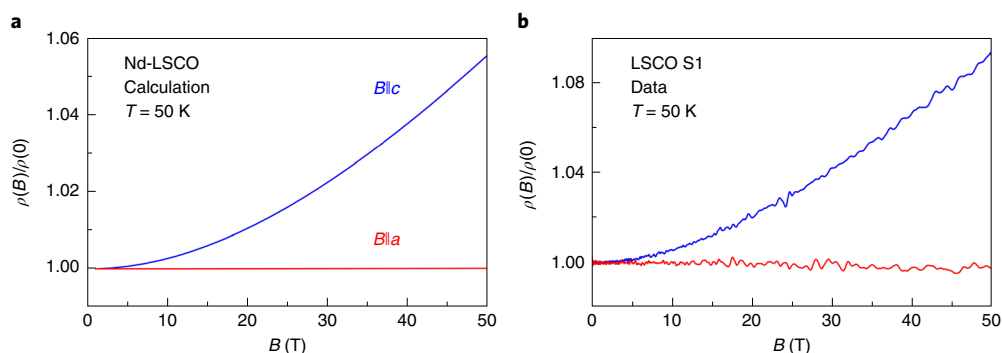 a
1.06
1.04
1.02
1.00
ρ(B)/ρ(0)
Nd-LSCO
Calculation
T = 50 K
B||c
B||a
0 10 20 30 40 50
B (T)
b
1.08
1.04
1.00
ρ(B)/ρ(0)
LSCO S1
Data
T = 50 K
0 10 20 30 40 50
B (T)